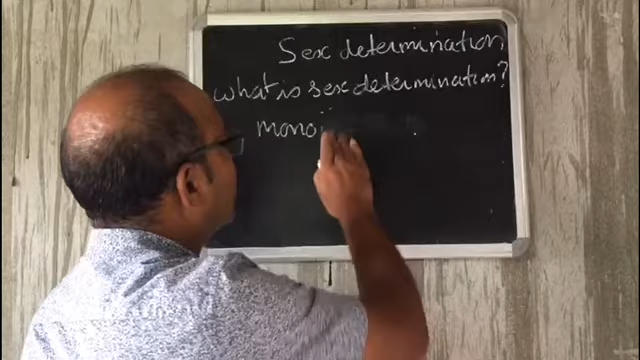 Sex determination
what is sex determination?
mono